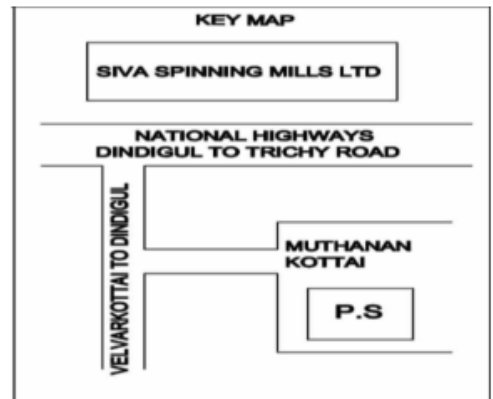 KEY MAP
SIVA SPINNING MILLS LTD
NATIONAL HIGHWAYS
DINDIGUL TO TRICHY ROAD
VELVARKOTTAI TO DINDIGUL
MUTHANAN
KOTTAI
P.S